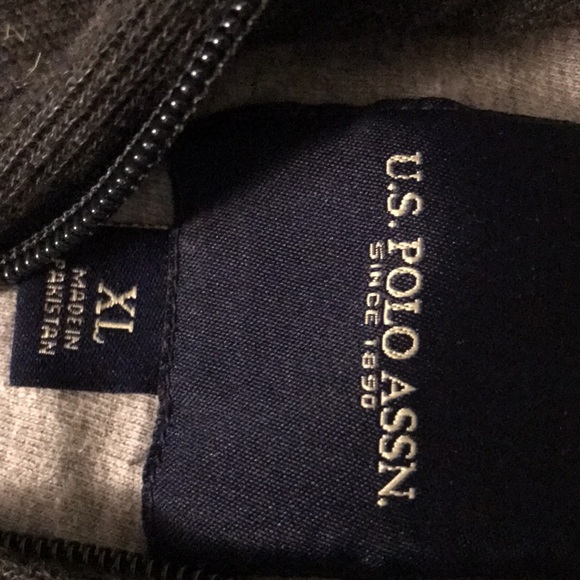 U.S. POLO ASSN.
SINCE 1890
XL
MADE IN
PAKISTAN